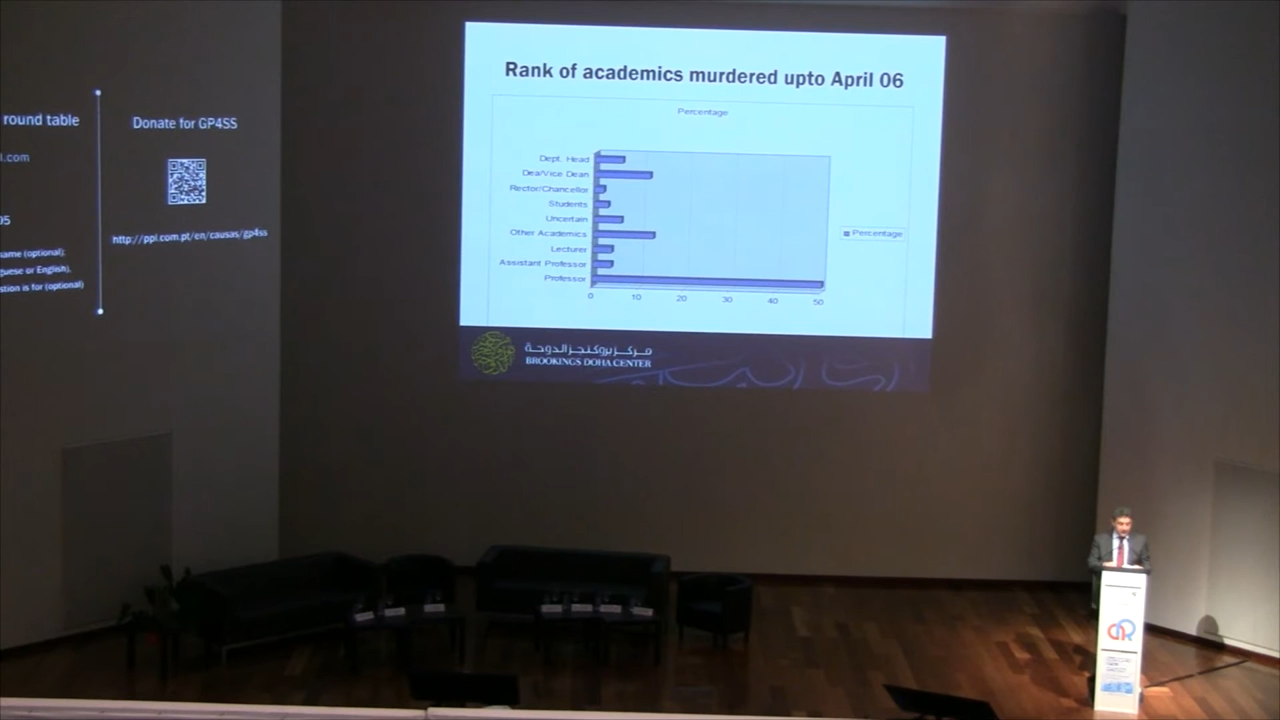 round table
l.com
05
name (optional):
guese or English),
stion is for (optional)
Donate for GP4SS
http://ppl.com.pt/en/causas/gp4ss
Rank of academics murdered upto April 06
Percentage
Dept. Head
Dea/Vice Dean
Rector/Chancellor
Students
Uncertain
Other Academics
Lecturer
Assistant Professor
Professor
0 10 20 30 40 50
Percentage
مركز بروكنجز الدوحة
BROOKINGS DOHA CENTER